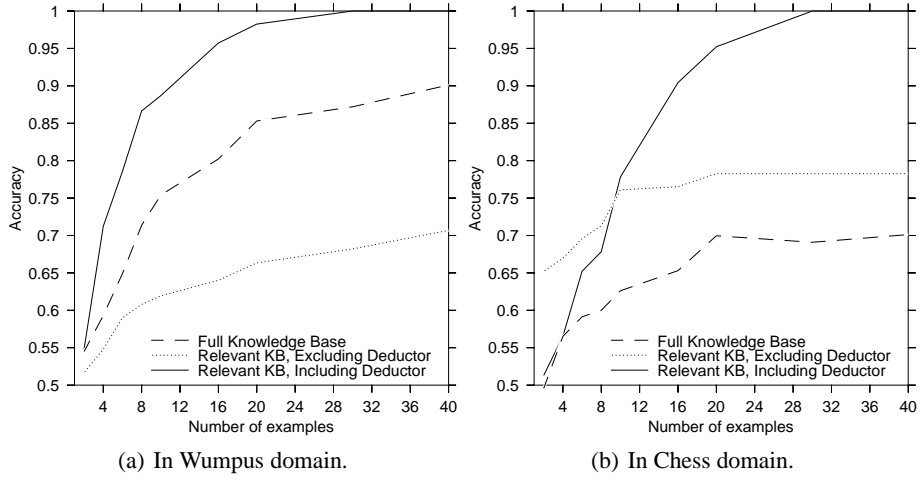 1
0.95
0.9
0.85
0.8
0.75
0.7
0.65
0.6
0.55
0.5
Accuracy
Full Knowledge Base
Relevant KB, Excluding Deductor
Relevant KB, Including Deductor
4 8 12 16 20 24 28 32 36 40
Number of examples
(a) In Wumpus domain.
1
0.95
0.9
0.85
0.8
0.75
0.7
0.65
0.6
0.55
0.5
Accuracy
Full Knowledge Base
Relevant KB, Excluding Deductor
Relevant KB, Including Deductor
4 8 12 16 20 24 28 32 36 40
Number of examples
(b) In Chess domain.